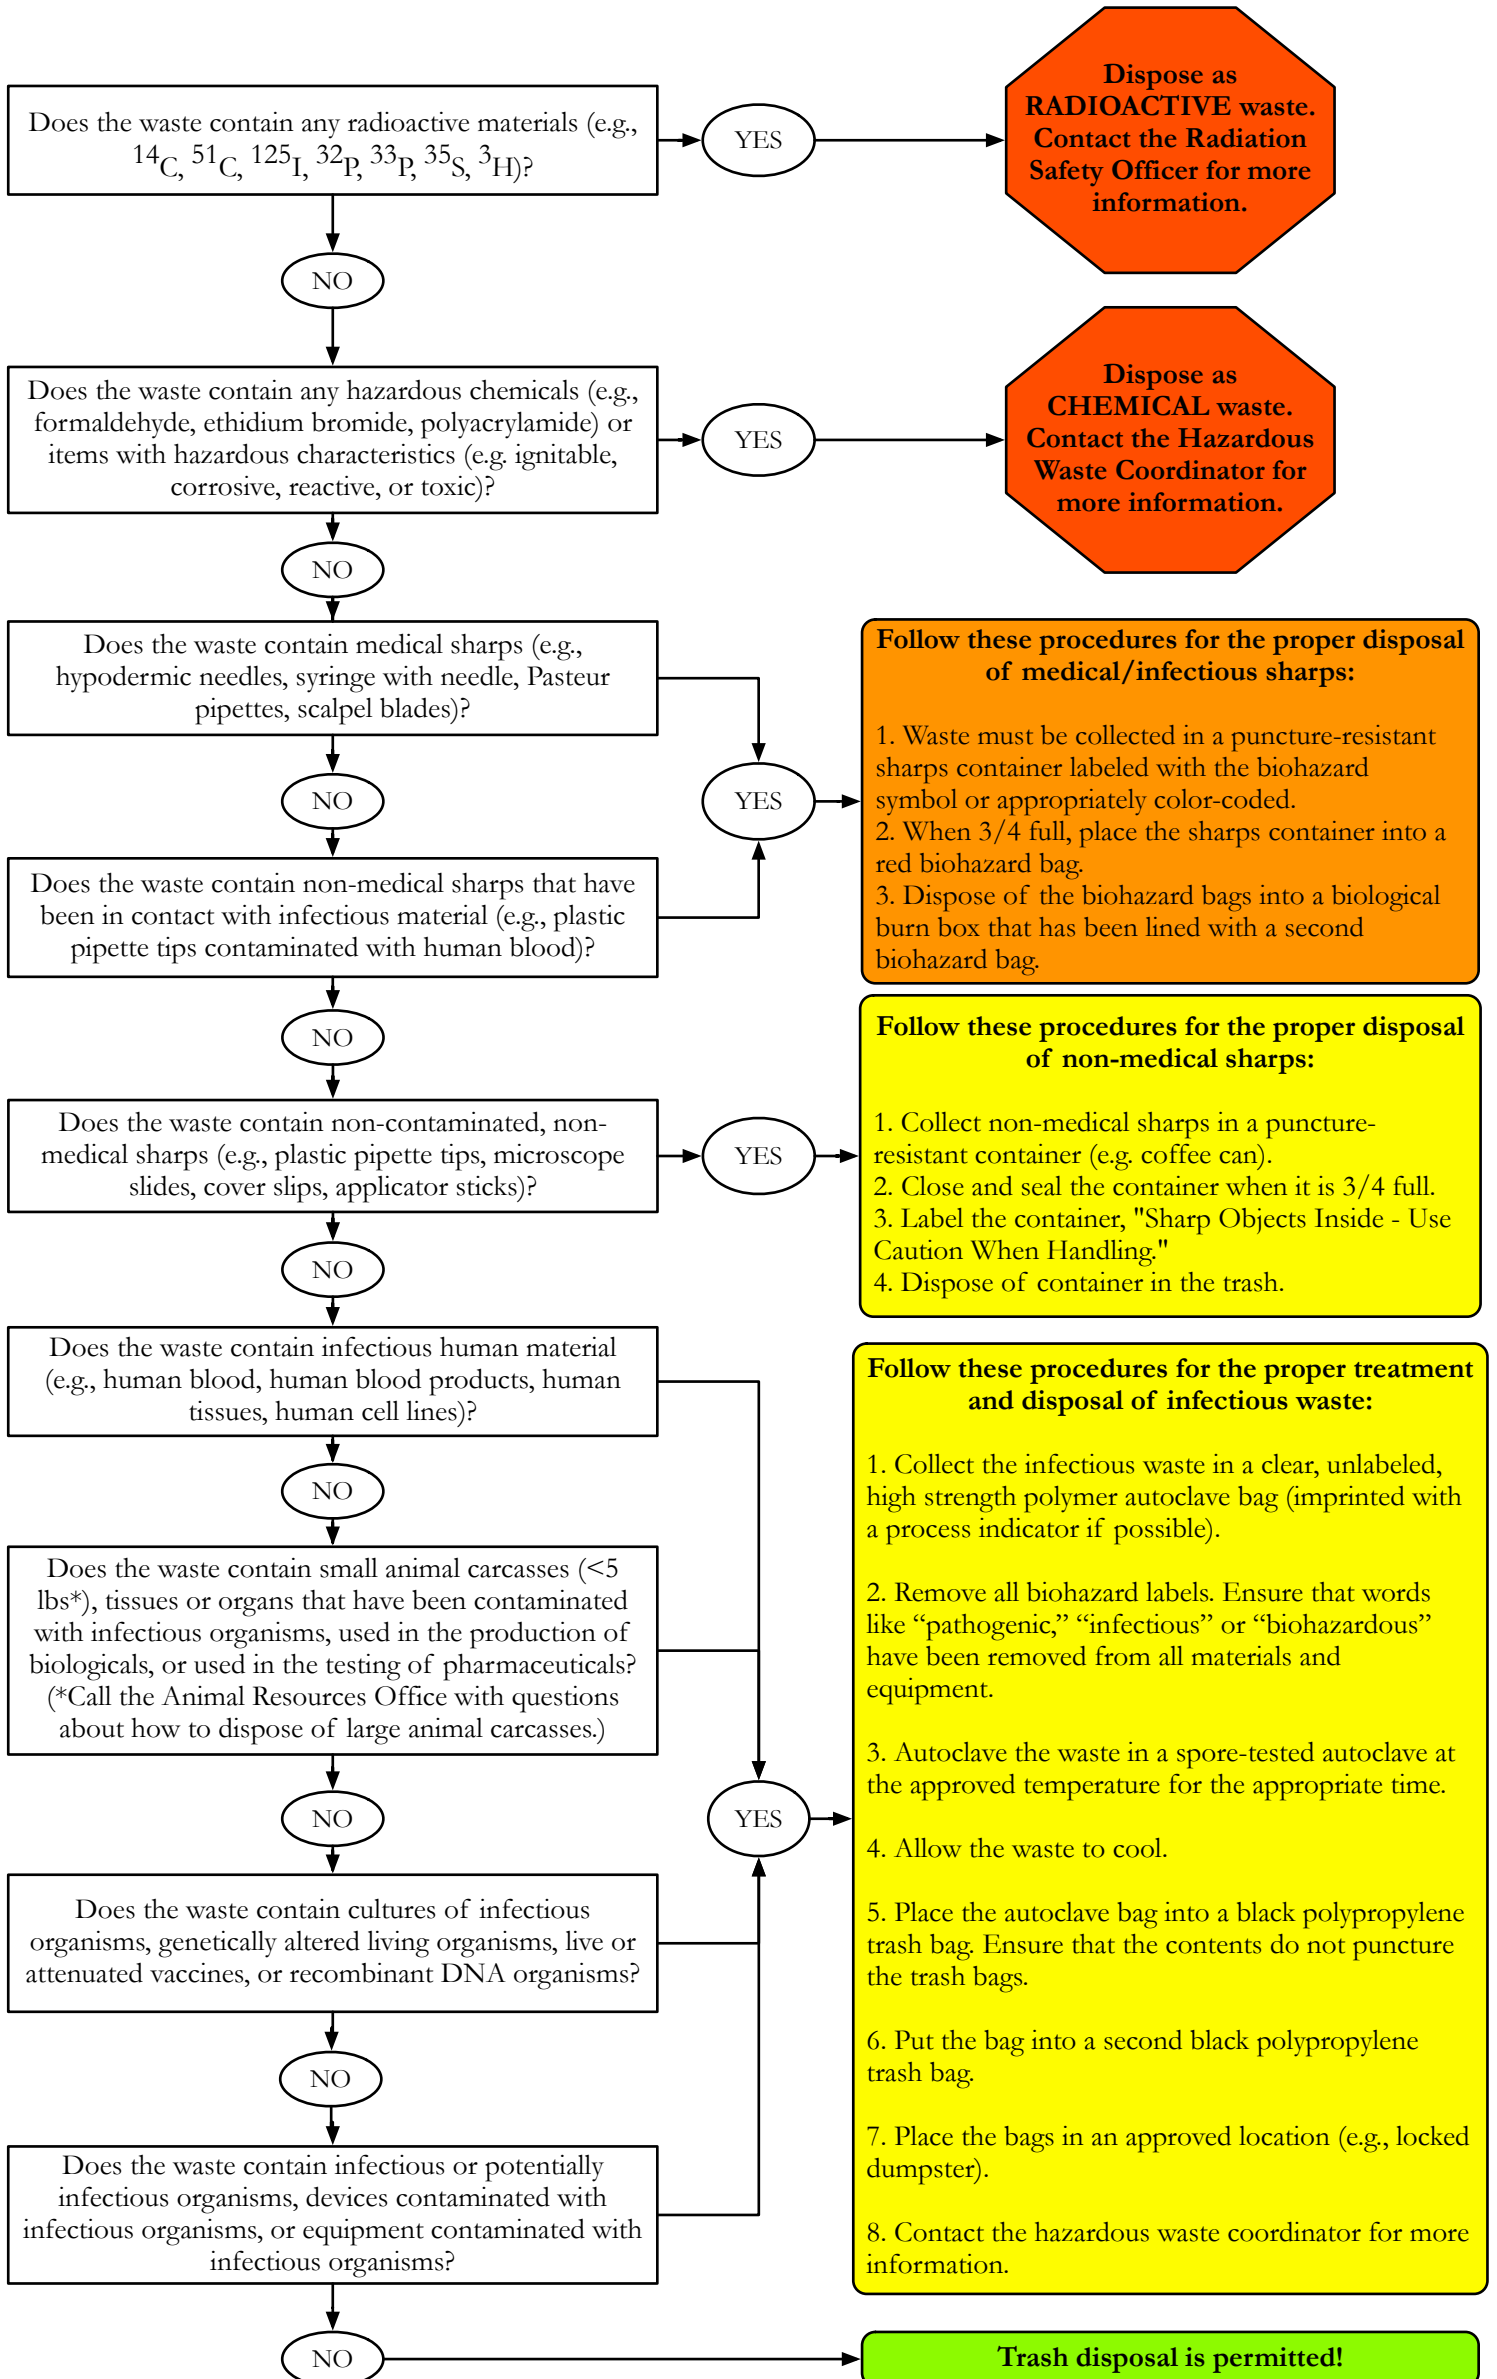 Does the waste contain any radioactive materials (e.g.,
¹⁴C, ⁵¹C, ¹²⁵I, ³²P, ³³P, ³⁵S, ³H)?
YES
Dispose as
RADIOACTIVE waste.
Contact the Radiation
Safety Officer for more
information.
NO
Does the waste contain any hazardous chemicals (e.g.,
formaldehyde, ethidium bromide, polyacrylamide) or
items with hazardous characteristics (e.g. ignitable,
corrosive, reactive, or toxic)?
YES
Dispose as
CHEMICAL waste.
Contact the Hazardous
Waste Coordinator for
more information.
NO
Does the waste contain medical sharps (e.g.,
hypodermic needles, syringe with needle, Pasteur
pipettes, scalpel blades)?
NO
Does the waste contain non-medical sharps that have
been in contact with infectious material (e.g., plastic
pipette tips contaminated with human blood)?
YES
Follow these procedures for the proper disposal
of medical/infectious sharps:
1. Waste must be collected in a puncture-resistant
sharps container labeled with the biohazard
symbol or appropriately color-coded.
2. When 3/4 full, place the sharps container into a
red biohazard bag.
3. Dispose of the biohazard bags into a biological
burn box that has been lined with a second
biohazard bag.
NO
Does the waste contain non-contaminated, non-
medical sharps (e.g., plastic pipette tips, microscope
slides, cover slips, applicator sticks)?
YES
Follow these procedures for the proper disposal
of non-medical sharps:
1. Collect non-medical sharps in a puncture-
resistant container (e.g. coffee can).
2. Close and seal the container when it is 3/4 full.
3. Label the container, "Sharp Objects Inside - Use
Caution When Handling."
4. Dispose of container in the trash.
NO
Does the waste contain infectious human material
(e.g., human blood, human blood products, human
tissues, human cell lines)?
NO
Does the waste contain small animal carcasses (<5
lbs*), tissues or organs that have been contaminated
with infectious organisms, used in the production of
biologicals, or used in the testing of pharmaceuticals?
(*Call the Animal Resources Office with questions
about how to dispose of large animal carcasses.)
NO
Does the waste contain cultures of infectious
organisms, genetically altered living organisms, live or
attenuated vaccines, or recombinant DNA organisms?
NO
Does the waste contain infectious or potentially
infectious organisms, devices contaminated with
infectious organisms, or equipment contaminated with
infectious organisms?
YES
Follow these procedures for the proper treatment
and disposal of infectious waste:
1. Collect the infectious waste in a clear, unlabeled,
high strength polymer autoclave bag (imprinted with
a process indicator if possible).
2. Remove all biohazard labels. Ensure that words
like “pathogenic,” “infectious” or “biohazardous”
have been removed from all materials and
equipment.
3. Autoclave the waste in a spore-tested autoclave at
the approved temperature for the appropriate time.
4. Allow the waste to cool.
5. Place the autoclave bag into a black polypropylene
trash bag. Ensure that the contents do not puncture
the trash bags.
6. Put the bag into a second black polypropylene
trash bag.
7. Place the bags in an approved location (e.g., locked
dumpster).
8. Contact the hazardous waste coordinator for more
information.
NO
Trash disposal is permitted!